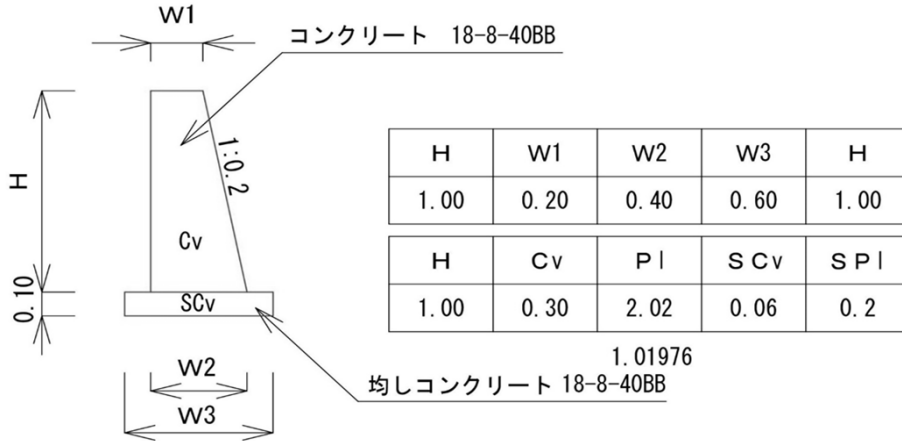 W1
コンクリート 18-8-40BB
H
1:0.2
Cv
0.10
SCv
W2
W3
H W1 W2 W3 H
1.00 0.20 0.40 0.60 1.00
H Cv Pl SCv SPl
1.00 0.30 2.02 0.06 0.2
1.01976
均しコンクリート 18-8-40BB